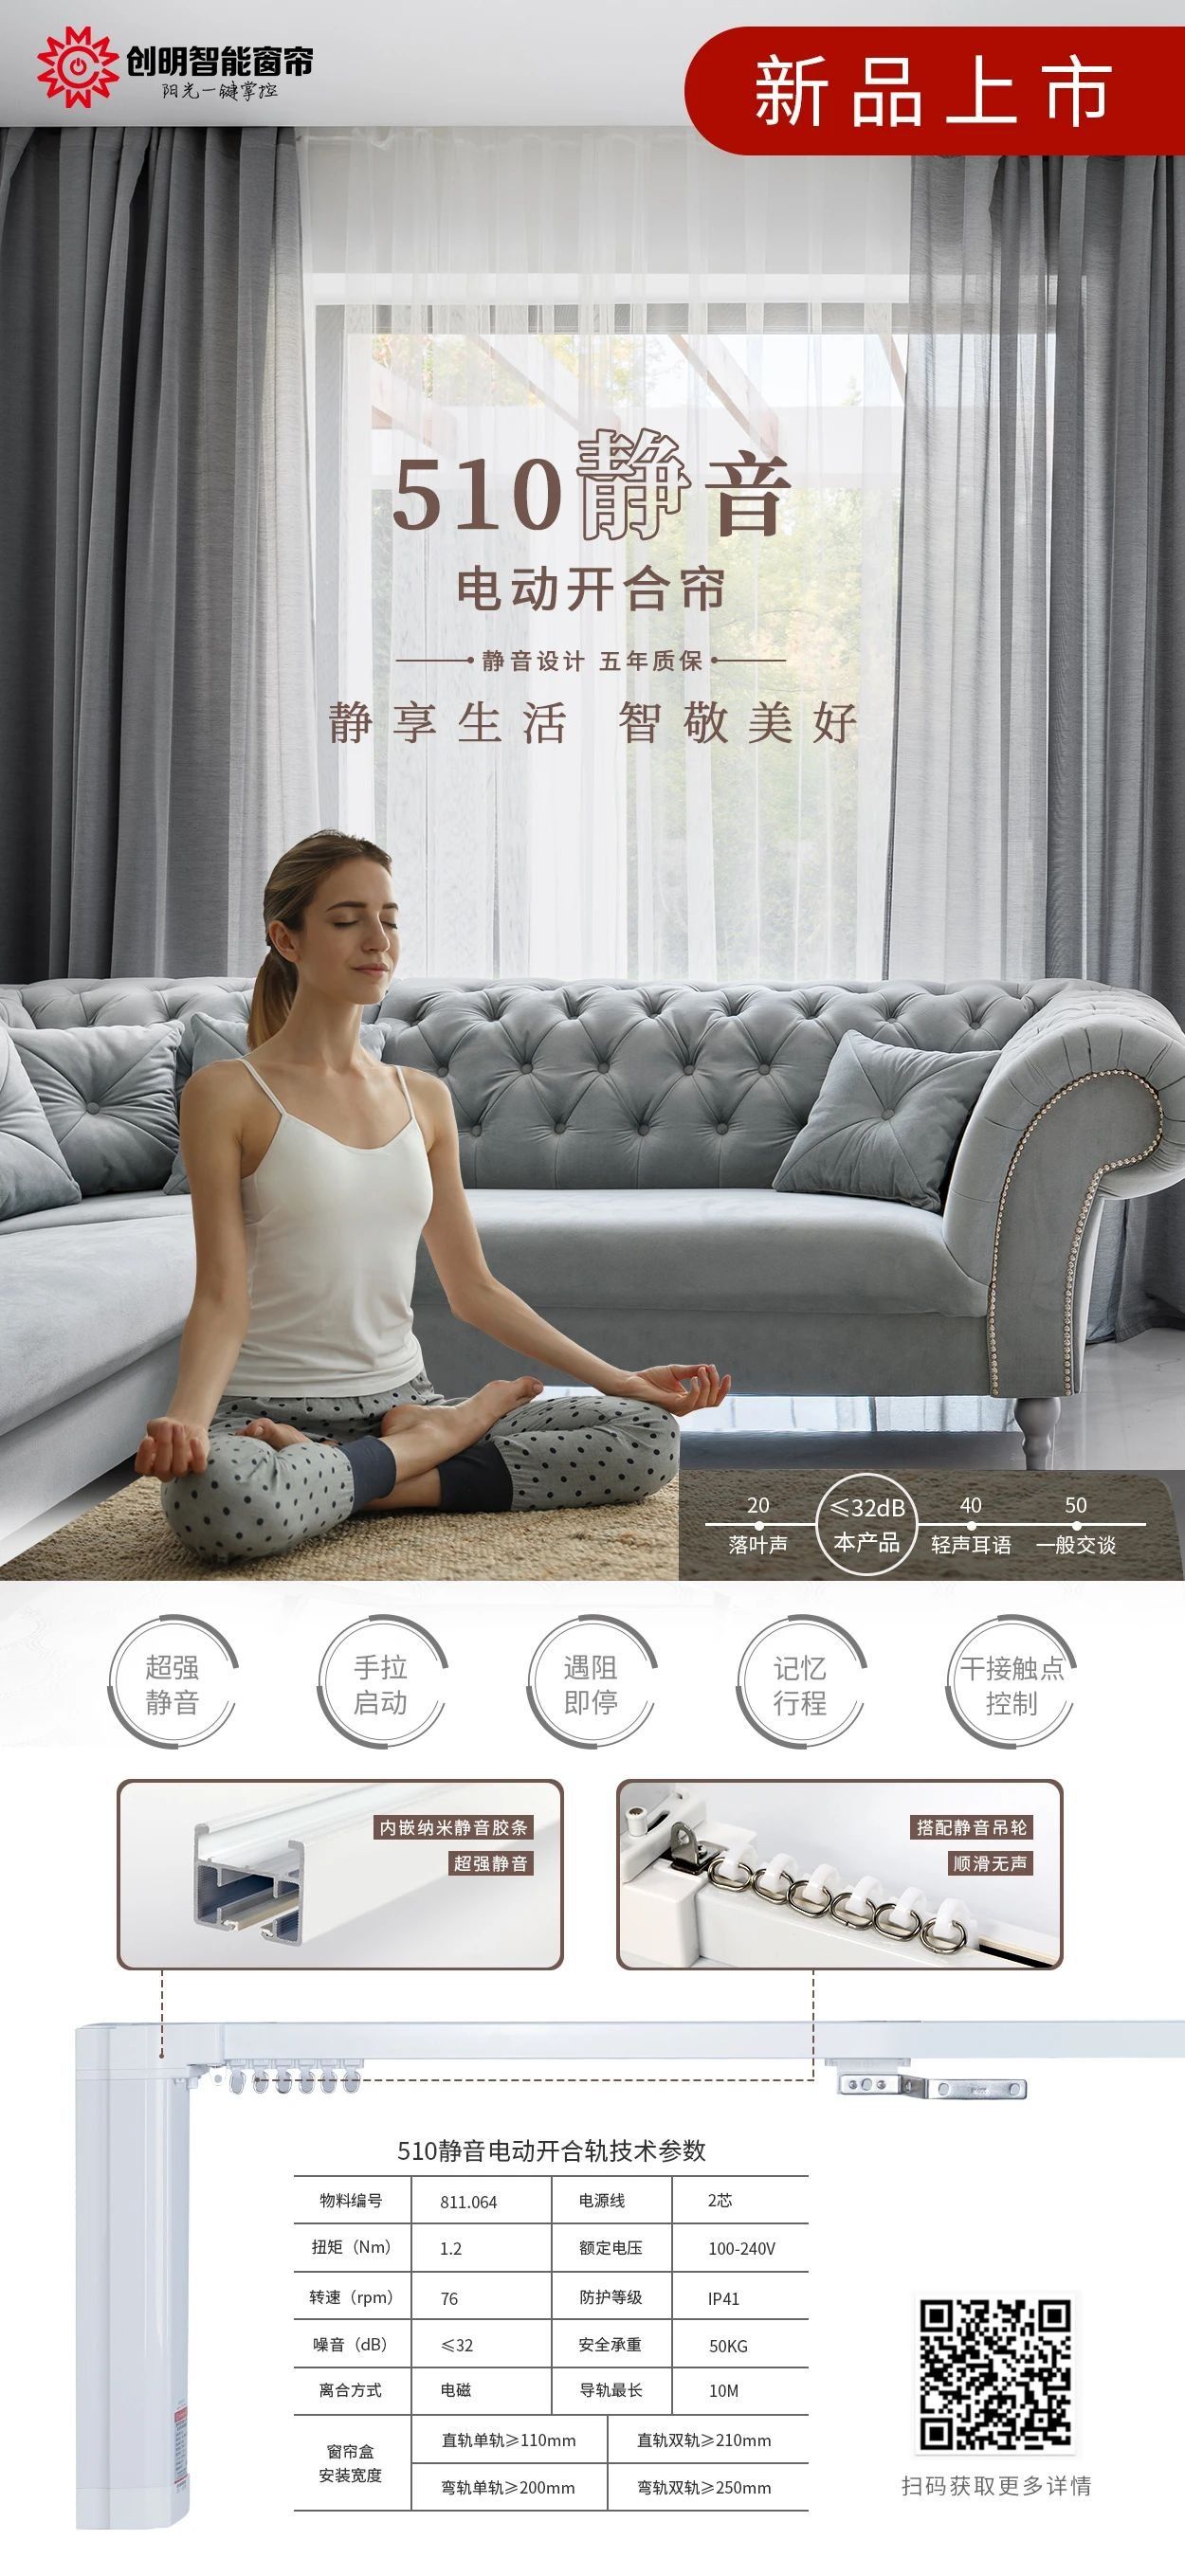 创明智能窗帘
阳光一键掌控
新品上市
510静音
电动开合帘
静音设计 五年质保
静享生活 智敬美好
20
≤32dB
40
50
落叶声
本产品
轻声耳语
一般交谈
超强
静音
手拉
启动
遇阻
即停
记忆
行程
干接触点
控制
内嵌纳米静音胶条
超强静音
搭配静音吊轮
顺滑无声
510静音电动开合轨技术参数
物料编号 811.064 电源线 2芯
扭矩（Nm） 1.2 额定电压 100-240V
转速（rpm） 76 防护等级 IP41
噪音（dB） ≤32 安全承重 50KG
离合方式 电磁 导轨最长 10M
窗帘盒
安装宽度
直轨单轨≥110mm 直轨双轨≥210mm
弯轨单轨≥200mm 弯轨双轨≥250mm
扫码获取更多详情